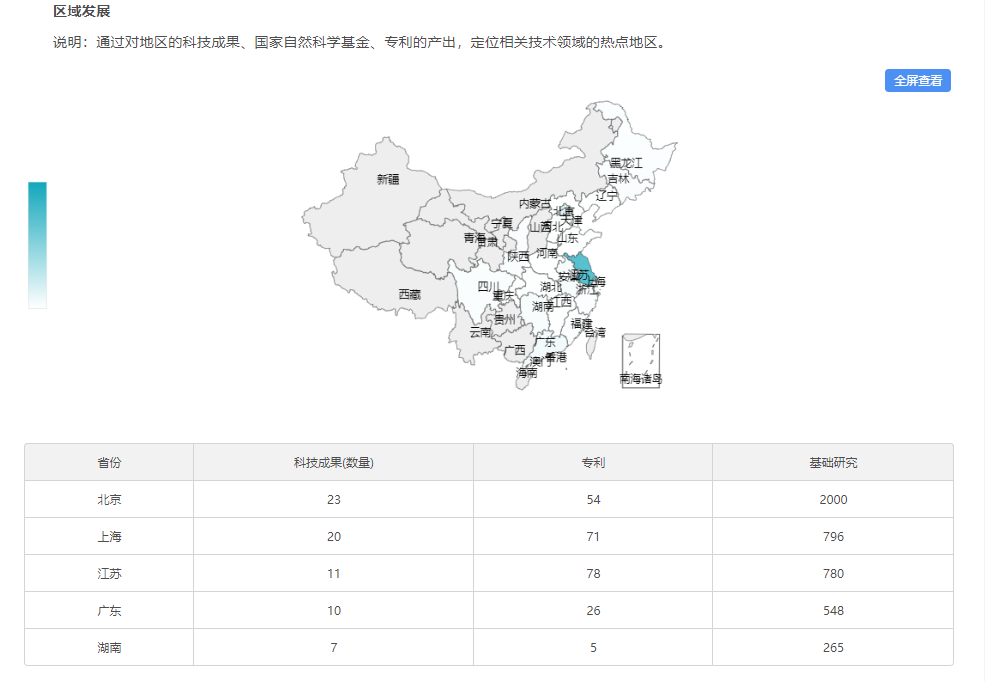 区域发展
说明：通过对地区的科技成果、国家自然科学基金、专利的产出，定位相关技术领域的热点地区。
全屏查看
黑龙江
新疆
吉林
辽宁
内蒙古
北京
天津
宁夏
山西
河北
青海
甘肃
山东
陕西
河南
江苏
安徽
上海
四川
湖北
浙江
西藏
重庆
湖南
江西
贵州
福建
云南
台湾
广东
广西
香港
澳门
海南
南海诸岛
省份 科技成果(数量) 专利 基础研究
北京 23 54 2000
上海 20 71 796
江苏 11 78 780
广东 10 26 548
湖南 7 5 265